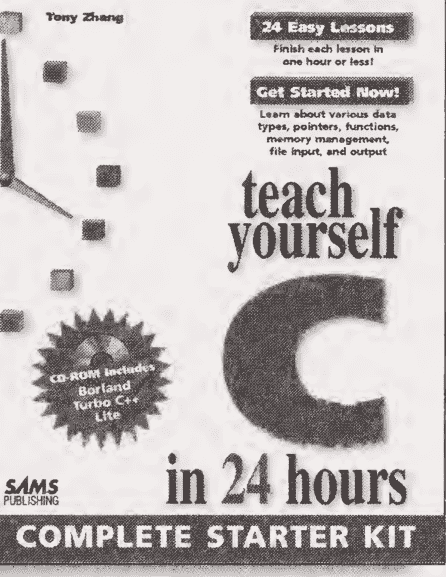 Tony Zhang
24 Easy Lessons
Finish each lesson in
one hour or less!
Get Started Now!
Learn about various data
types, pointers, functions,
memory management,
file input, and output
teach
yourself
C
in 24 hours
CD-ROM includes
Borland
Turbo C++
Lite
SAMS
PUBLISHING
COMPLETE STARTER KIT